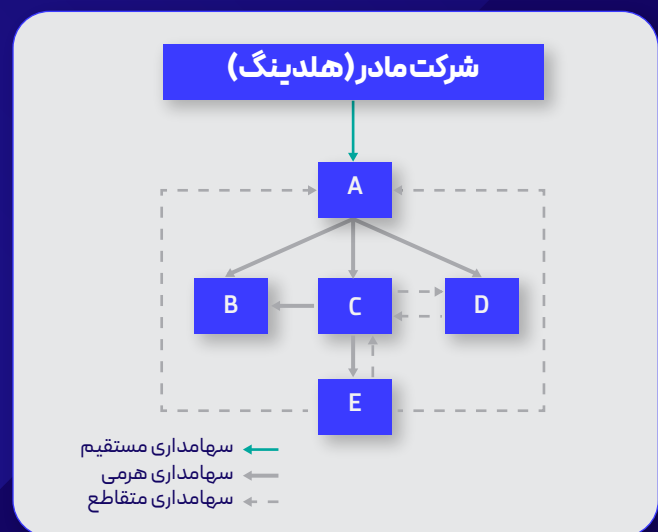 شرکت مادر (هلدینگ)
A
B
C
D
E
سهامداری مستقیم
سهامداری هرمی
سهامداری متقاطع